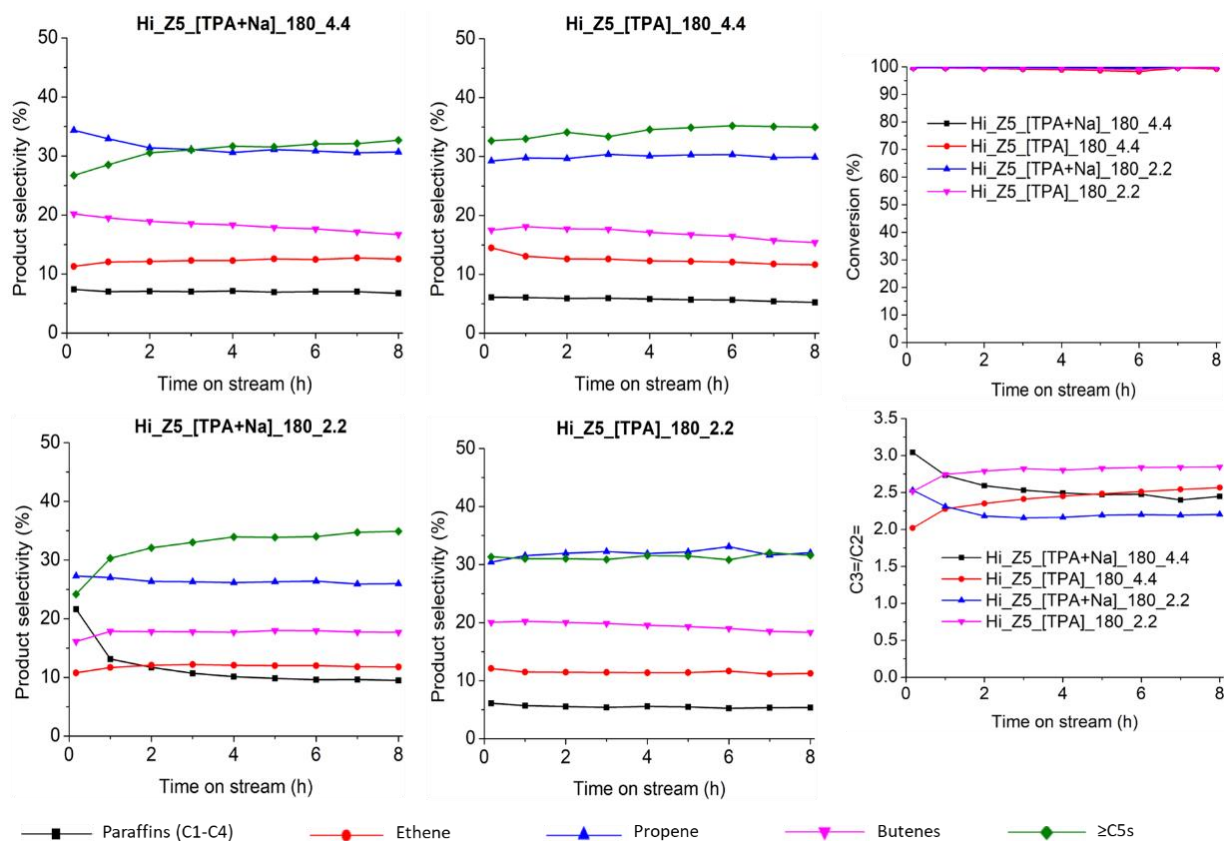 Hi_Z5_[TPA+Na]_180_4.4
50
40
30
20
10
0
Product selectivity (%)
0 2 4 6 8
Time on stream (h)
Hi_Z5_[TPA]_180_4.4
50
40
30
20
10
0
Product selectivity (%)
0 2 4 6 8
Time on stream (h)
100
90
80
70
60
50
40
30
20
10
0
Conversion (%)
Hi_Z5_[TPA+Na]_180_4.4
Hi_Z5_[TPA]_180_4.4
Hi_Z5_[TPA+Na]_180_2.2
Hi_Z5_[TPA]_180_2.2
0 2 4 6 8
Time on stream (h)
Hi_Z5_[TPA+Na]_180_2.2
50
40
30
20
10
0
Product selectivity (%)
0 2 4 6 8
Time on stream (h)
Hi_Z5_[TPA]_180_2.2
50
40
30
20
10
0
Product selectivity (%)
0 2 4 6 8
Time on stream (h)
3.5
3.0
2.5
2.0
1.5
1.0
0.5
0.0
C3=/C2=
Hi_Z5_[TPA+Na]_180_4.4
Hi_Z5_[TPA]_180_4.4
Hi_Z5_[TPA+Na]_180_2.2
Hi_Z5_[TPA]_180_2.2
0 2 4 6 8
Time on stream (h)
Paraffins (C1-C4) Ethene Propene Butenes ≥C5s